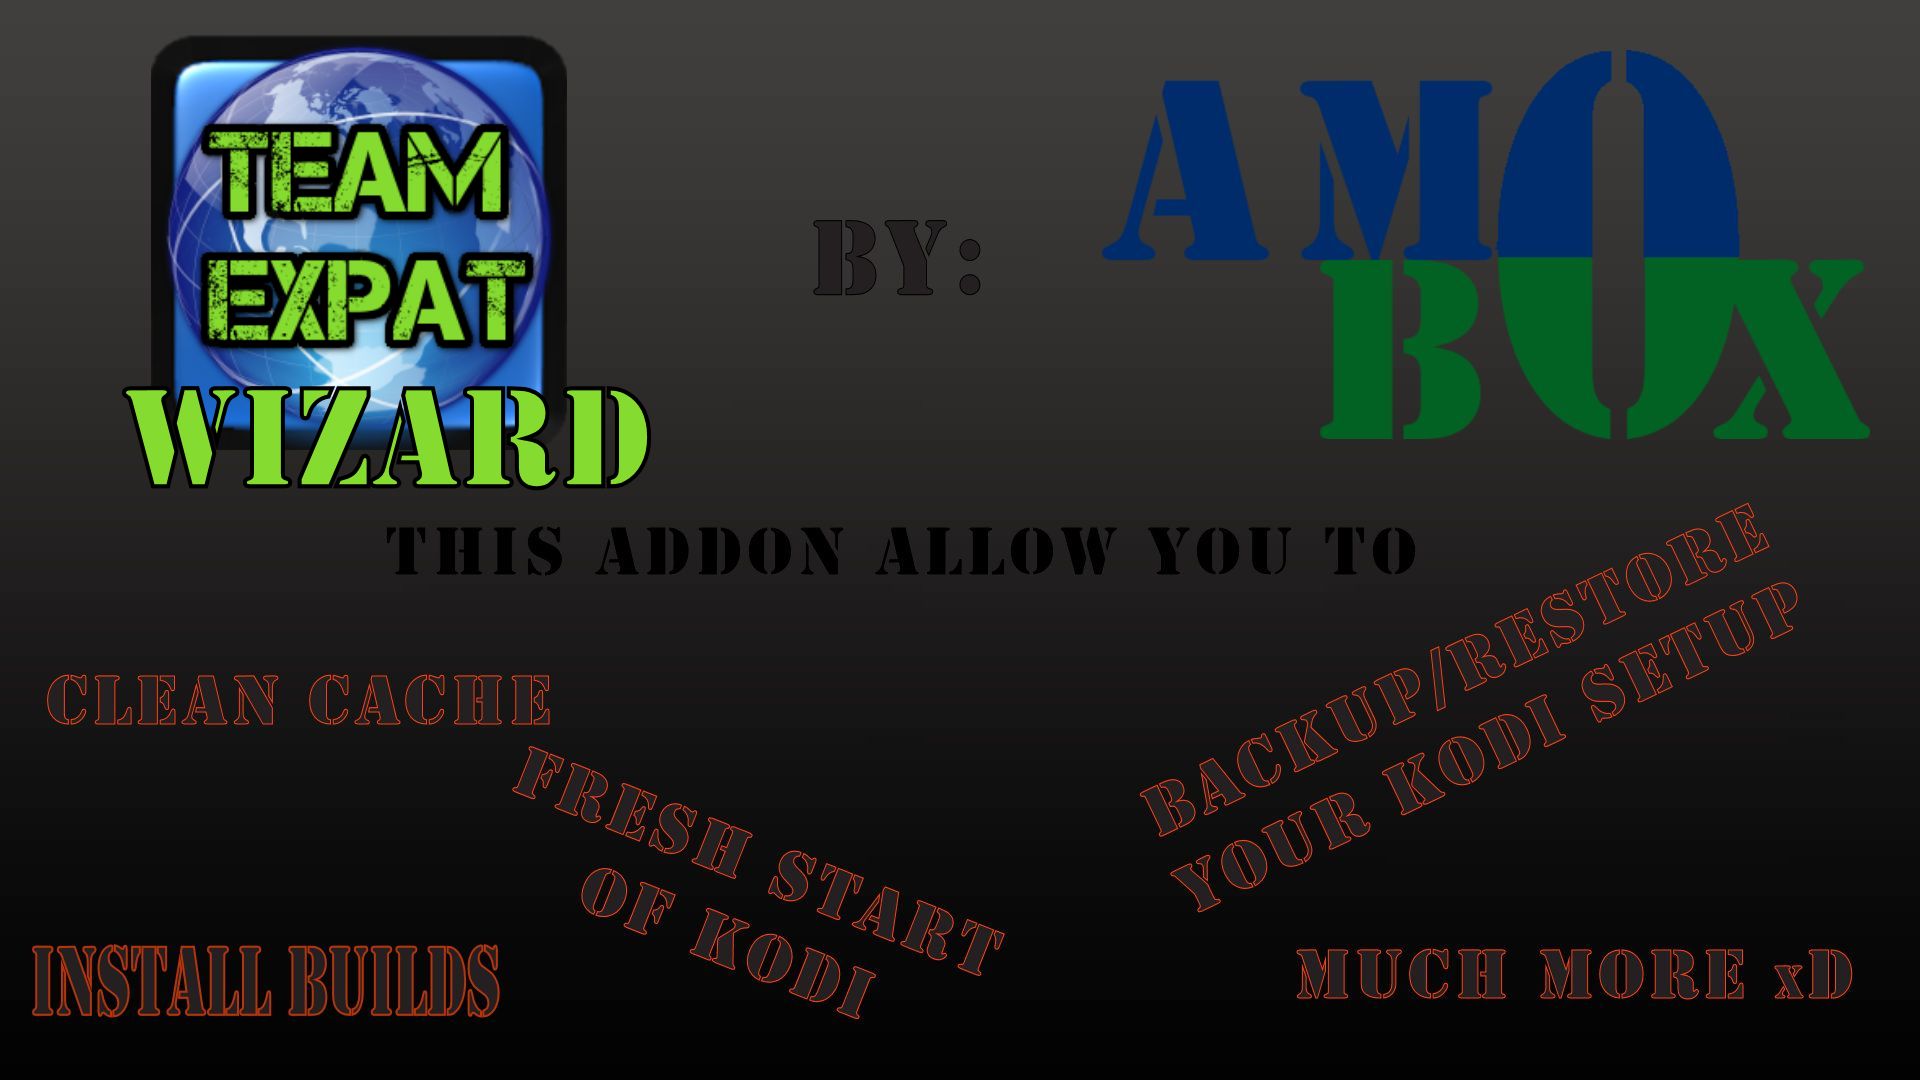 TEAM
EXPAT
WIZARD
BY:
AMO
BOX
THIS ADDON ALLOW YOU TO
CLEAN CACHE
FRESH START
OF KODI
BACKUP/RESTORE
YOUR KODI SETUP
INSTALL BUILDS
MUCH MORE xD